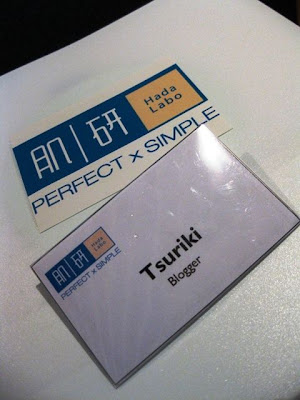 肌|研
Hada
Labo
PERFECT x SIMPLE
肌|研
Hada
Labo
PERFECT x SIMPLE
Tsuriki
Blogger